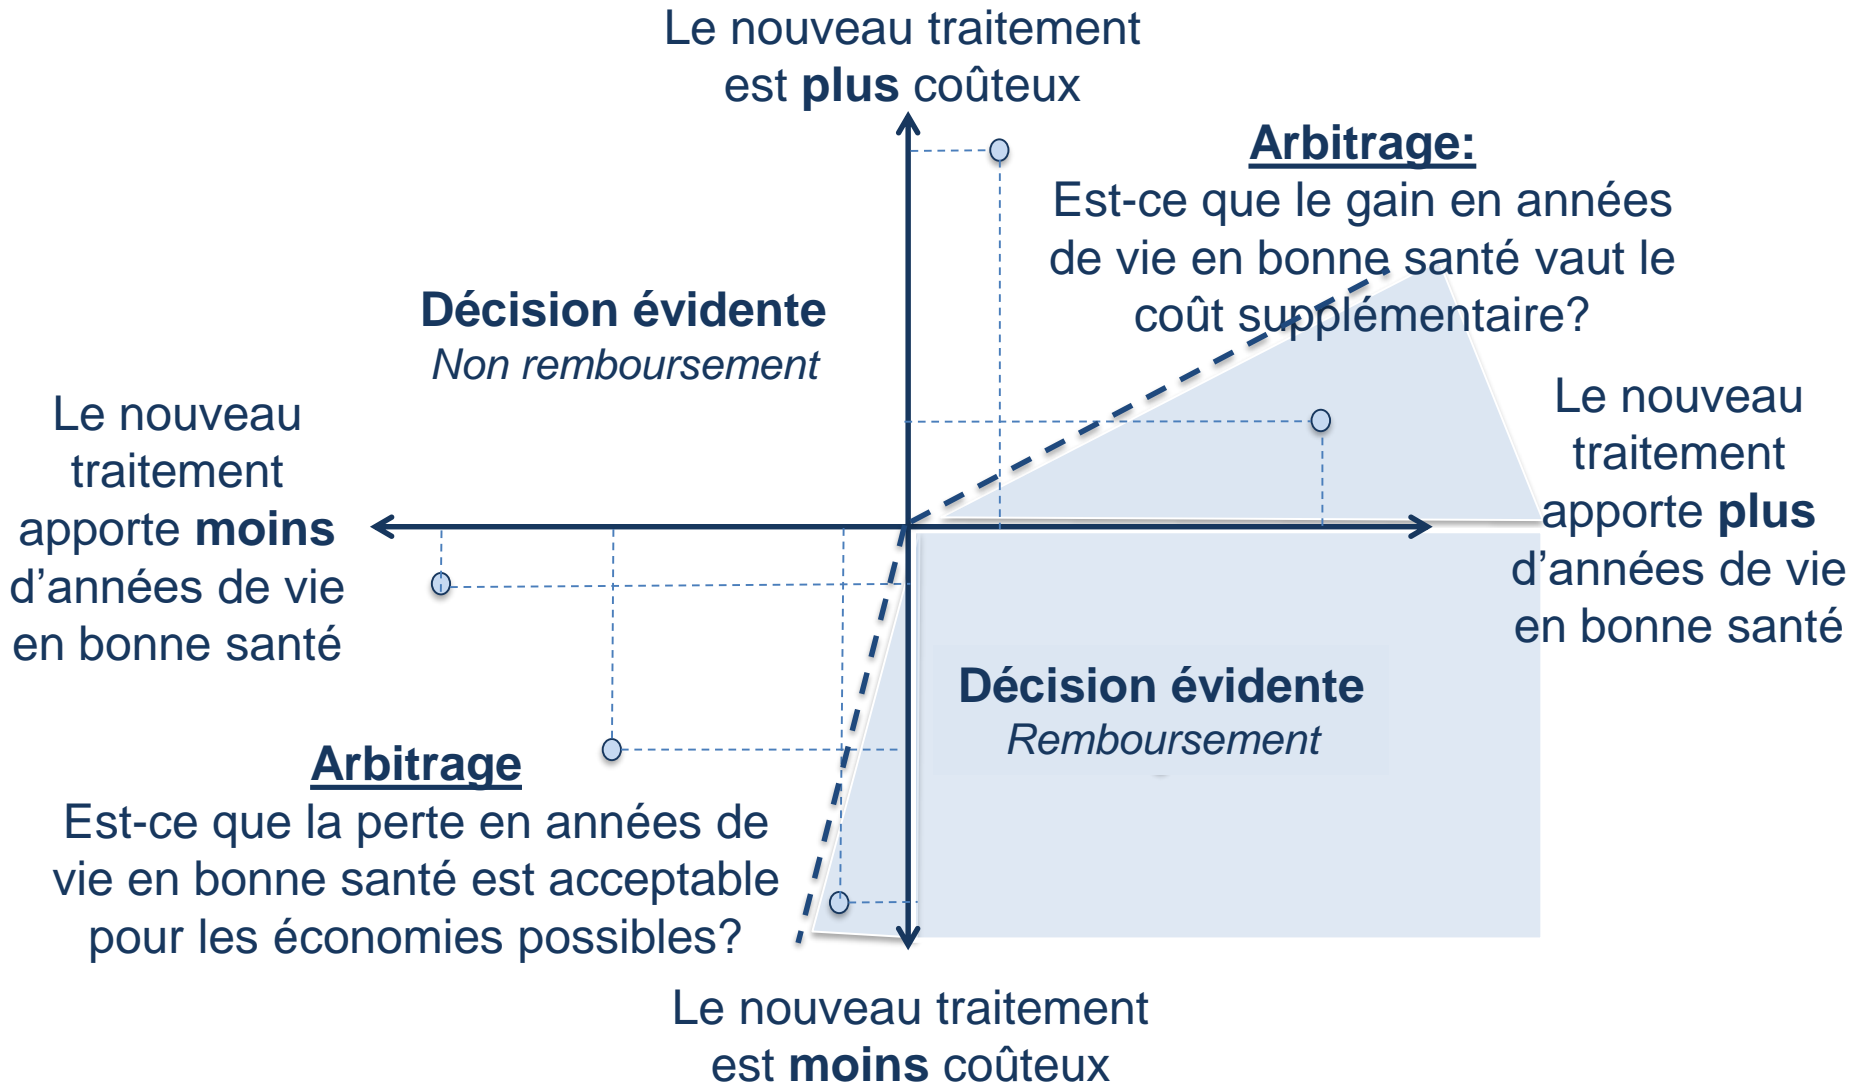 Le nouveau traitement
est plus coûteux
Arbitrage:
Est-ce que le gain en années
de vie en bonne santé vaut le
coût supplémentaire?
Décision évidente
Non remboursement
Le nouveau
traitement
apporte moins
d’années de vie
en bonne santé
Le nouveau
traitement
apporte plus
d’années de vie
en bonne santé
Décision évidente
Remboursement
Arbitrage
Est-ce que la perte en années de
vie en bonne santé est acceptable
pour les économies possibles?
Le nouveau traitement
est moins coûteux